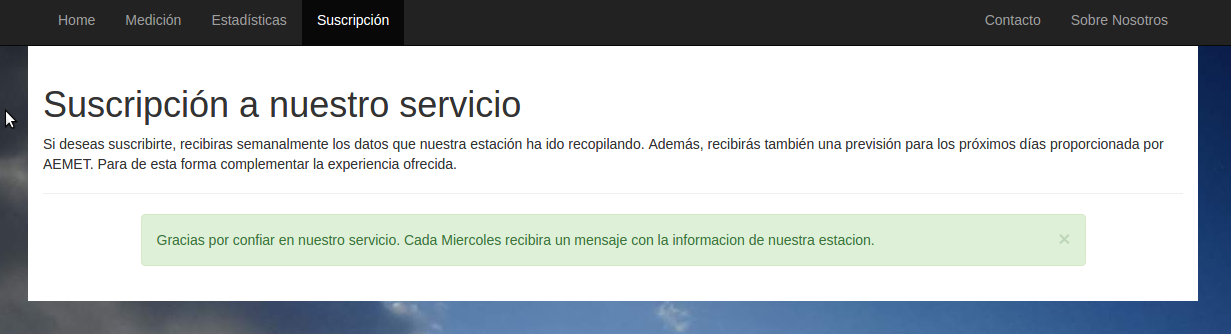 Home Medición Estadísticas Suscripción Contacto Sobre Nosotros
Suscripción a nuestro servicio
Si deseas suscribirte, recibiras semanalmente los datos que nuestra estación ha ido recopilando. Además, recibirás también una previsión para los próximos días proporcionada por
AEMET. Para de esta forma complementar la experiencia ofrecida.
Gracias por confiar en nuestro servicio. Cada Miercoles recibira un mensaje con la informacion de nuestra estacion. ×